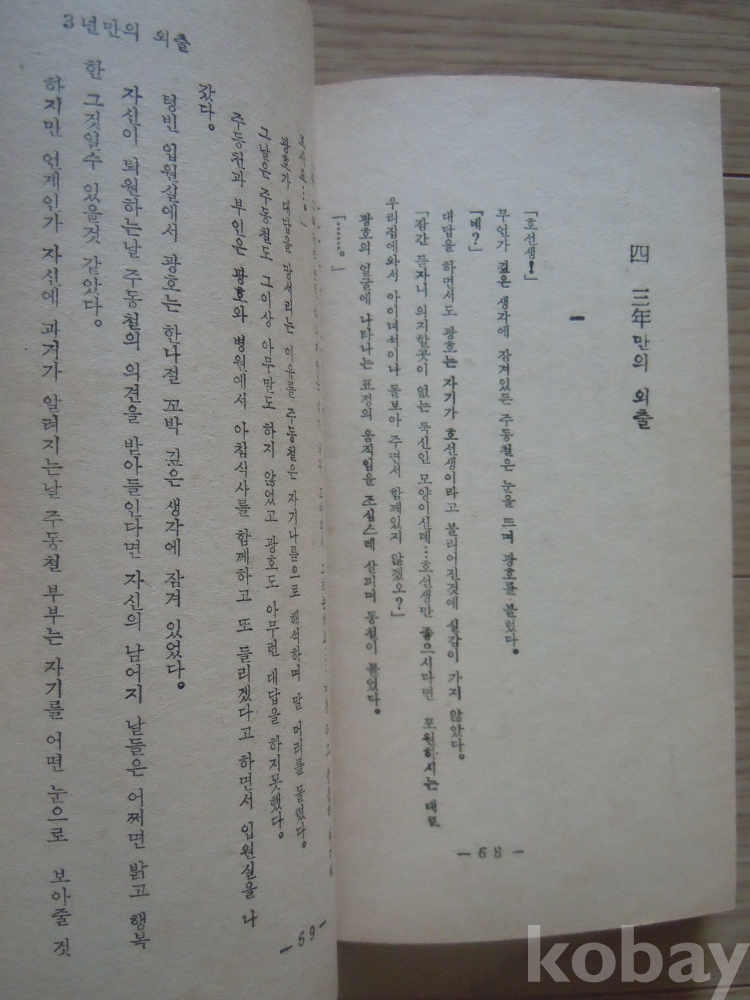 四 三年만의 외출
一
「호선생!」
무언가 깊은 생각에 잠겨있든 주동철은 눈을 뜨며 광호를 불렀다.
「네?」
대답을 하면서도 광호는 자기가 호선생이라고 불리어진것에 실감이 가지 않았다.
「잠간 듣자니 의지할곳이 없는 독신인 모양이신데…호선생만 좋으시다면 포원하시는 대로
우리집에와서 아이녀석이나 돌보아 주면서 함께있지 않겠오?」
광호의 얼굴에 나타나는 표정의 움직임을 조심스레 살피며 동철이 물었다.
「……。」
—68—
3년만의 외출
광호가 대답을 망서리는 이유를 주동철은 자기나름으로 해석하며 말 머리를 돌렸다.
그날은 주동철도 그이상 아무말도 하지 않았고 광호도 아무런 대답을 하지못했다.
주동철과 부인은 광호와 병원에서 아침식사를 함께하고 또 들리겠다고 하면서 입원실을 나
갔다.
텅빈 입원실에서 광호는 한나절 꼬박 깊은 생각에 잠겨 있었다.
자신이 퇴원하는날 주동철의 의견을 받아들인다면 자신의 남어지 날들은 어쩌면 밝고 행복
한 그것일수 있을것 같았다.
하지만 언제인가 자신에 과거가 알려지는날 주동철 부부는 자기를 어떤 눈으로 보아줄 것
—69—
kobay